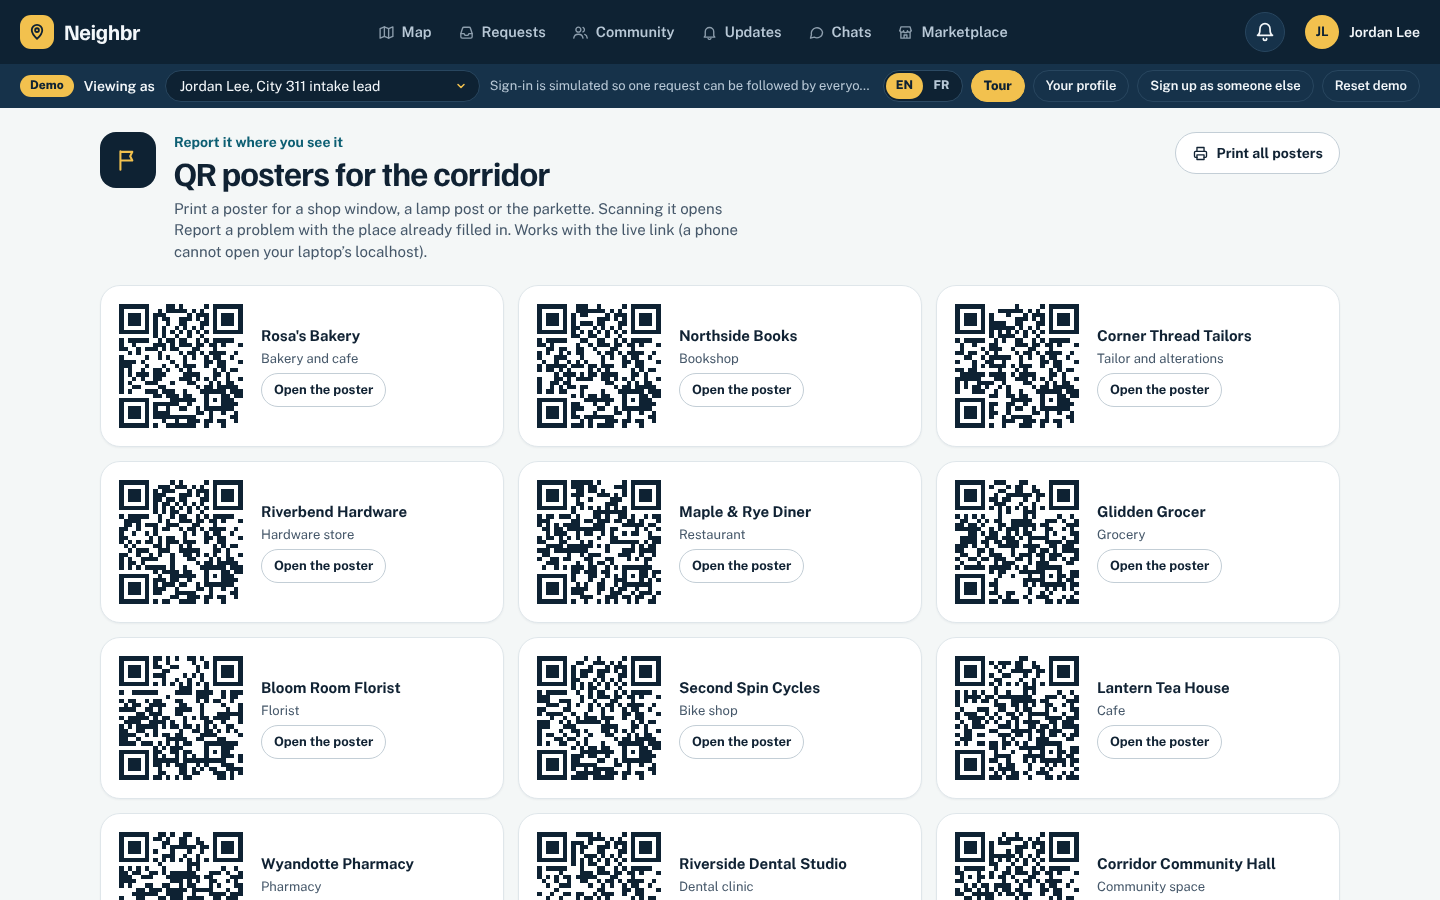 Neighbr
Map
Requests
Community
Updates
Chats
Marketplace
JL
Jordan Lee
Demo
Viewing as
Jordan Lee, City 311 intake lead
Sign-in is simulated so one request can be followed by everyo...
EN
FR
Tour
Your profile
Sign up as someone else
Reset demo
Report it where you see it
QR posters for the corridor
Print a poster for a shop window, a lamp post or the parkette. Scanning it opens
Report a problem with the place already filled in. Works with the live link (a phone
cannot open your laptop's localhost).
Print all posters
Rosa's Bakery
Bakery and cafe
Open the poster
Northside Books
Bookshop
Open the poster
Corner Thread Tailors
Tailor and alterations
Open the poster
Riverbend Hardware
Hardware store
Open the poster
Maple & Rye Diner
Restaurant
Open the poster
Glidden Grocer
Grocery
Open the poster
Bloom Room Florist
Florist
Open the poster
Second Spin Cycles
Bike shop
Open the poster
Lantern Tea House
Cafe
Open the poster
Wyandotte Pharmacy
Pharmacy
Riverside Dental Studio
Dental clinic
Corridor Community Hall
Community space